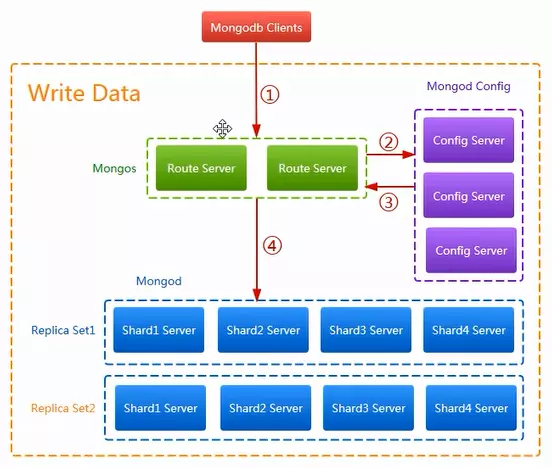 Mongodb Clients
Write Data
Mongod Config
①
②
③
④
Mongos
Route Server
Route Server
Config Server
Config Server
Config Server
Mongod
Replica Set1
Shard1 Server
Shard2 Server
Shard3 Server
Shard4 Server
Replica Set2
Shard1 Server
Shard2 Server
Shard3 Server
Shard4 Server